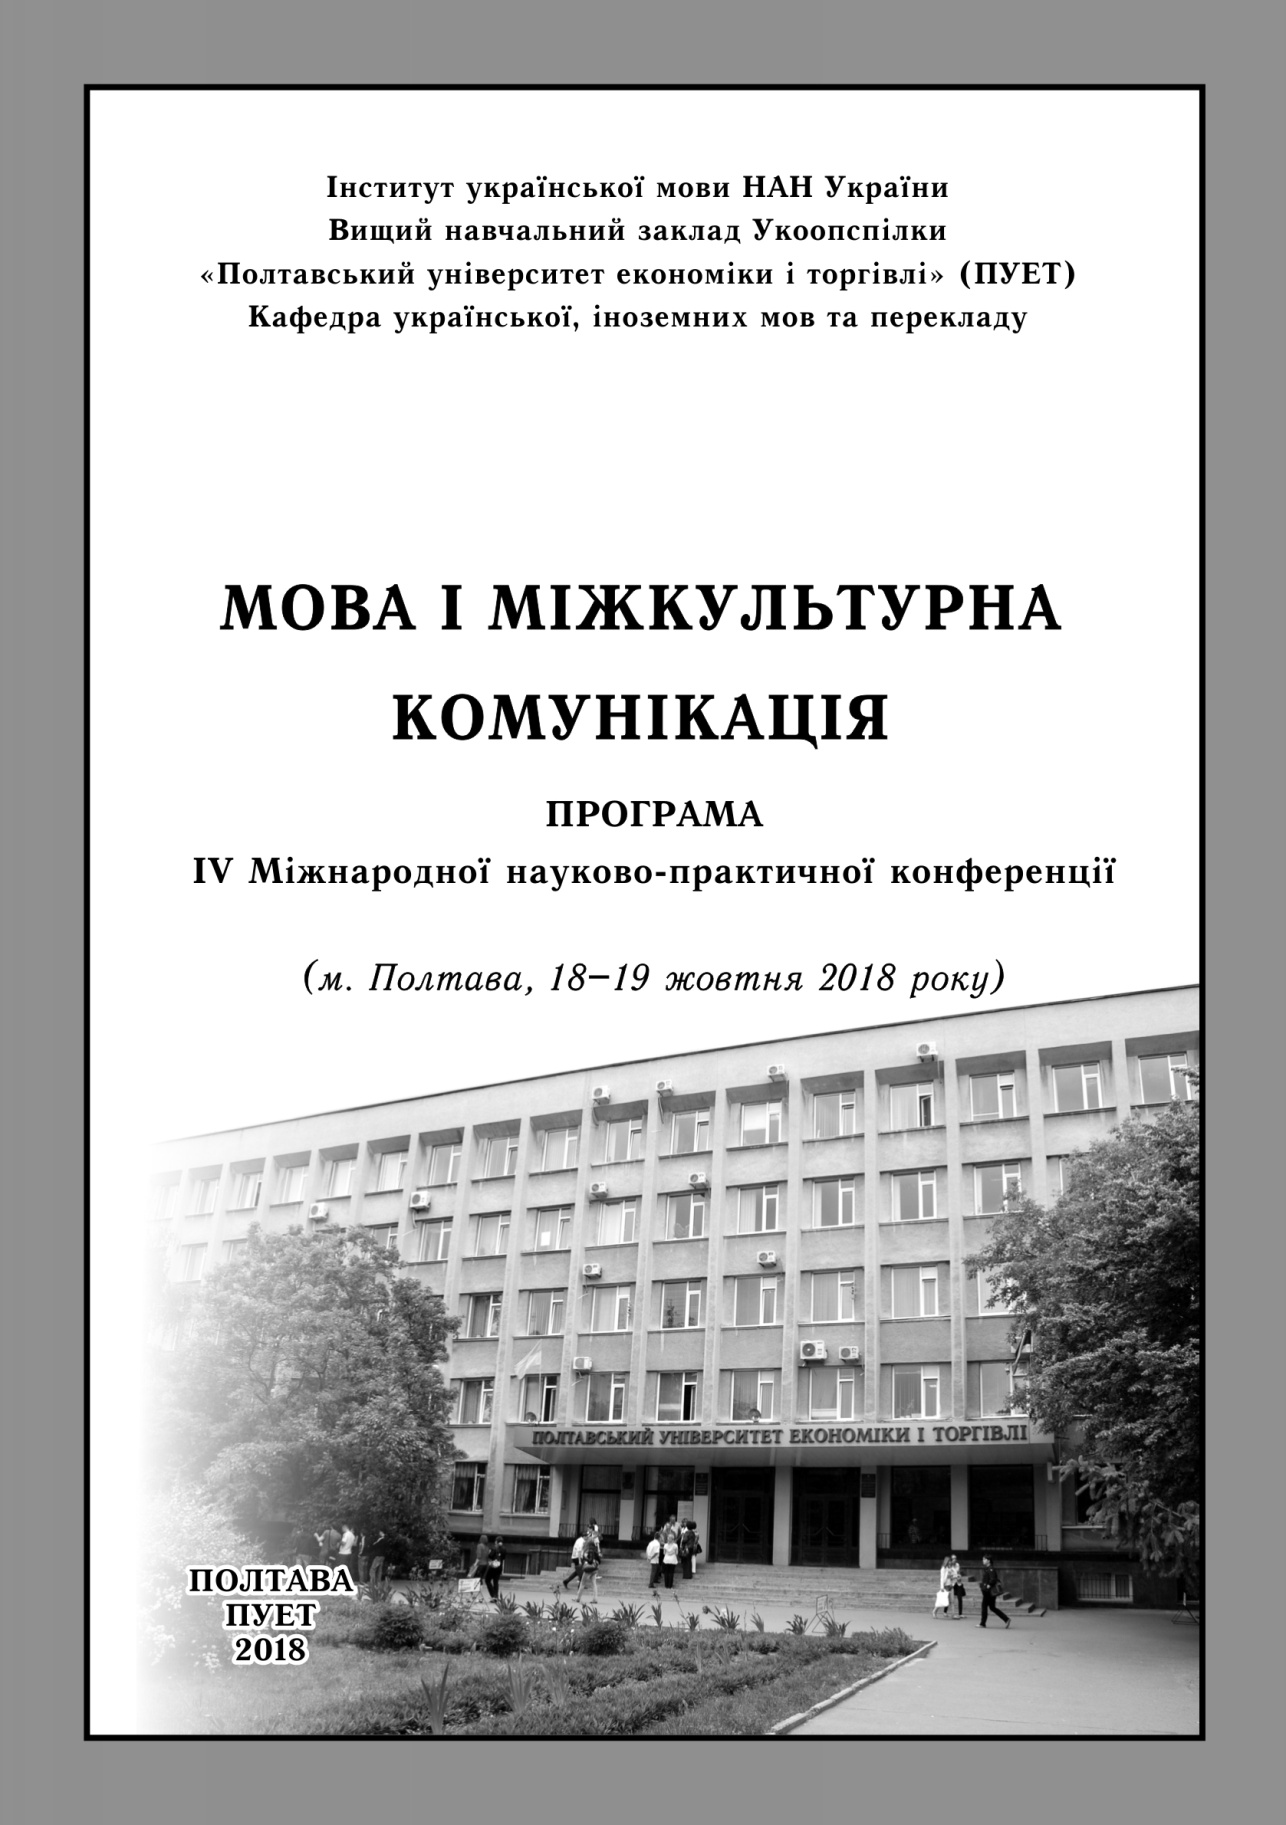 Інститут української мови НАН України
Вищий навчальний заклад Укоопспілки
«Полтавський університет економіки і торгівлі» (ПУЕТ)
Кафедра української, іноземних мов та перекладу
МОВА І МІЖКУЛЬТУРНА
КОМУНІКАЦІЯ
ПРОГРАМА
IV Міжнародної науково-практичної конференції
(м. Полтава, 18–19 жовтня 2018 року)
ПОЛТАВСЬКИЙ УНІВЕРСИТЕТ ЕКОНОМІКИ І ТОРГІВЛІ
ПОЛТАВА
ПУЕТ
2018